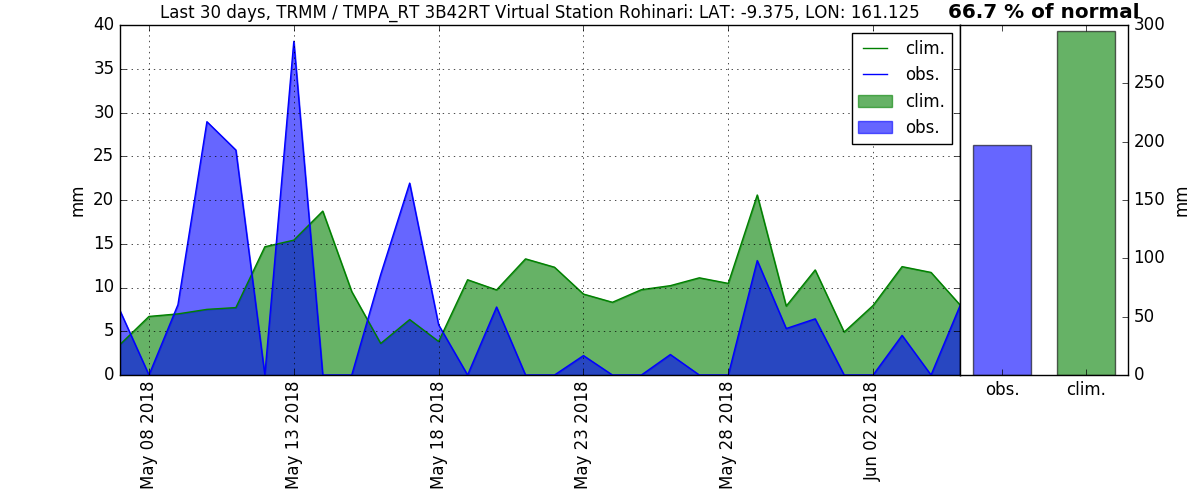 Last 30 days, TRMM / TMPA_RT 3B42RT Virtual Station Rohinari: LAT: -9.375, LON: 161.125
66.7 % of normal
40
35
30
25
20
15
10
5
0
mm
May 08 2018
May 13 2018
May 18 2018
May 23 2018
May 28 2018
Jun 02 2018
clim.
obs.
clim.
obs.
300
250
200
150
100
50
0
mm
obs.
clim.